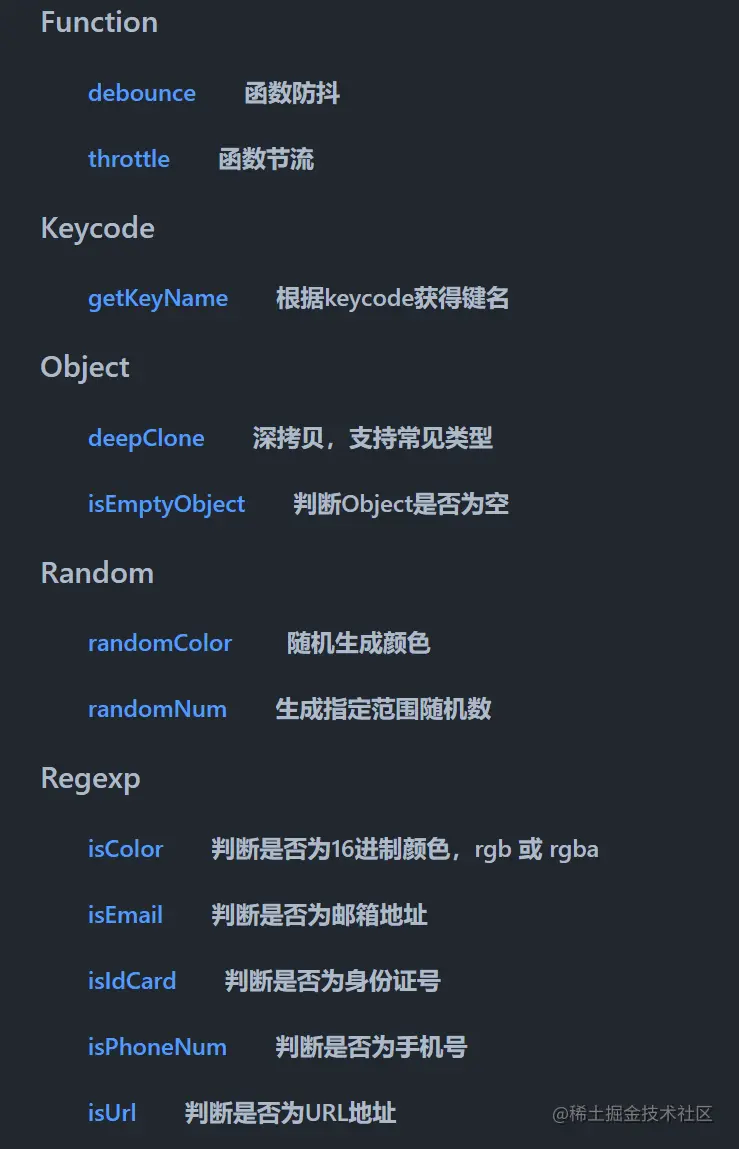 Function
debounce 函数防抖
throttle 函数节流
Keycode
getKeyName 根据keycode获得键名
Object
deepClone 深拷贝，支持常见类型
isEmptyObject 判断Object是否为空
Random
randomColor 随机生成颜色
randomNum 生成指定范围随机数
Regexp
isColor 判断是否为16进制颜色，rgb 或 rgba
isEmail 判断是否为邮箱地址
isIdCard 判断是否为身份证号
isPhoneNum 判断是否为手机号
isUrl 判断是否为URL地址
@稀土掘金技术社区